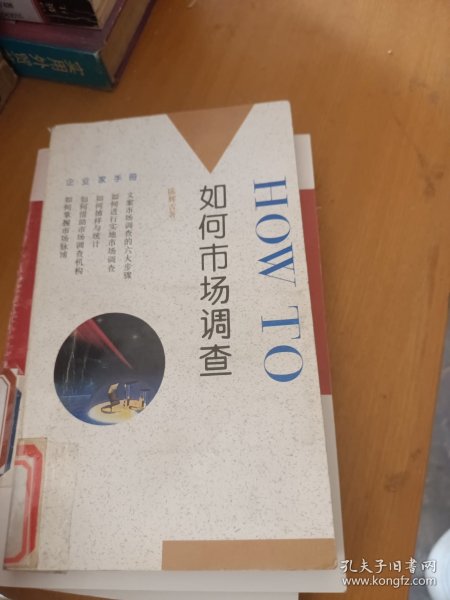 企业家手册
如何市场调查
HOW TO
文案市场调查的六大步骤
如何进行实地市场调查
如何抽样与统计
如何借助市场调查机构
如何掌握市场脉搏
孔夫子旧书网
www.kongfz.com